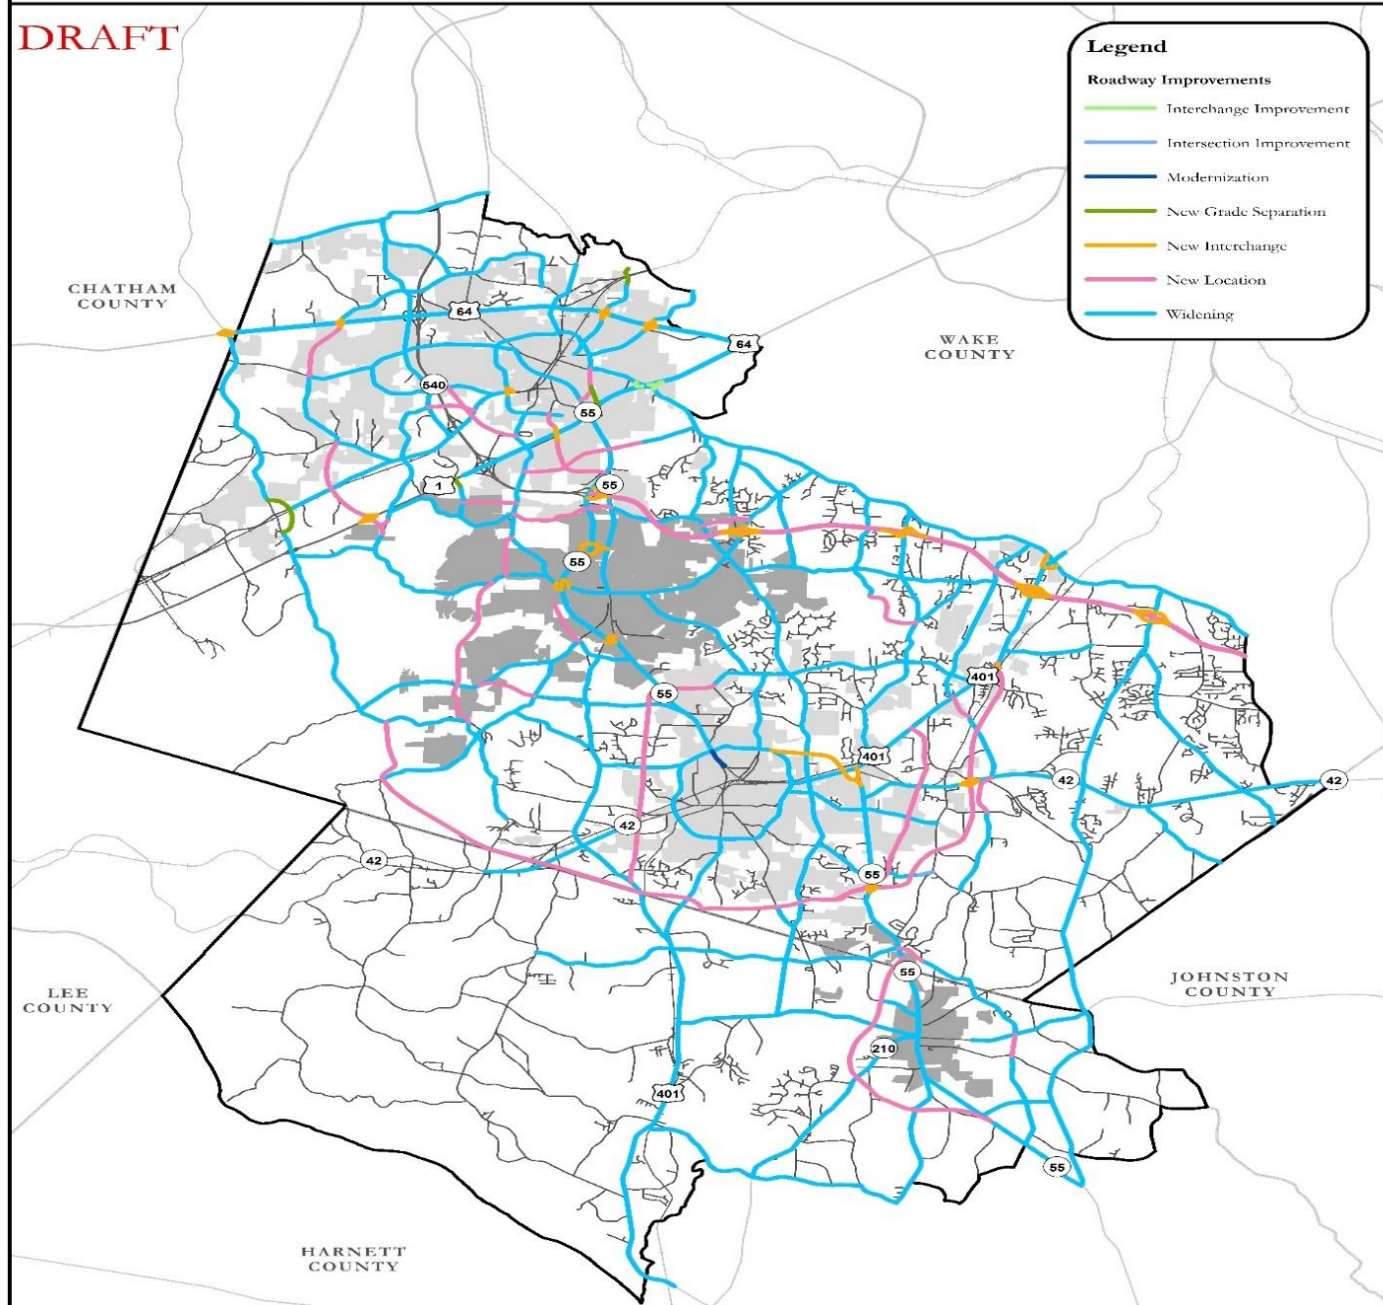 DRAFT
Legend
Roadway Improvements
Interchange Improvement
Intersection Improvement
Modernization
New Grade Separation
New Interchange
New Location
Widening
CHATHAM
COUNTY
64
WAKE
COUNTY
64
540
55
1
55
55
401
55
401
42
42
42
42
55
LEE
COUNTY
55
JOHNSTON
COUNTY
210
401
55
HARNETT
COUNTY